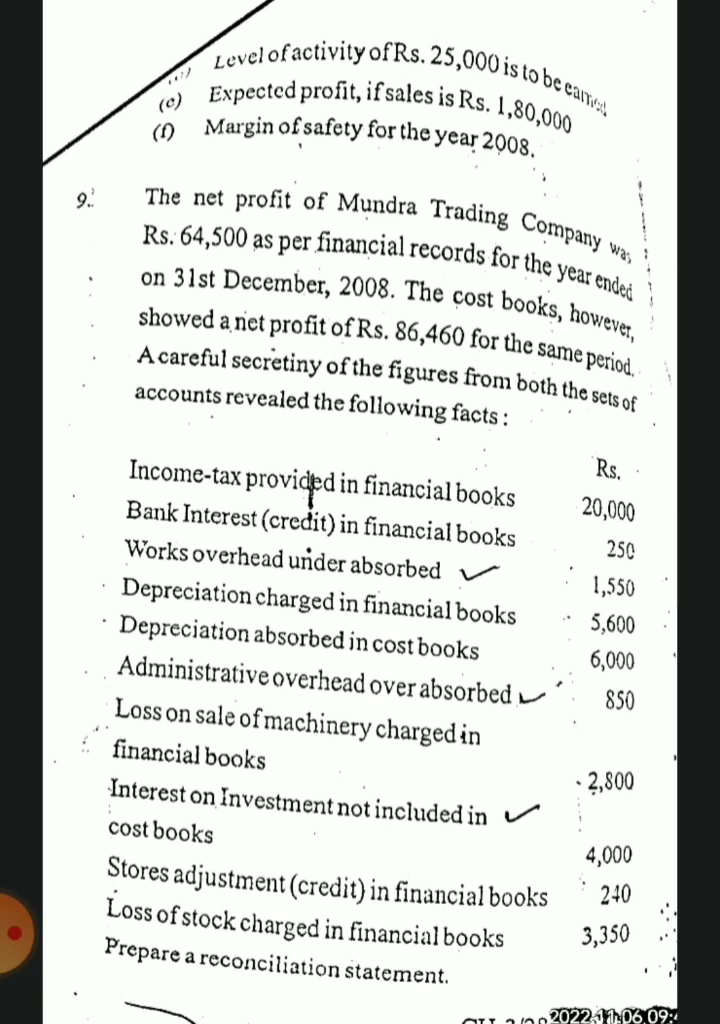 Level of activity of Rs. 25,000 is to be earned
(e) Expected profit, if sales is Rs. 1,80,000
(f) Margin of safety for the year 2008.
9. The net profit of Mundra Trading Company was
Rs. 64,500 as per financial records for the year ended
on 31st December, 2008. The cost books, however,
showed a net profit of Rs. 86,460 for the same period.
A careful secretiny of the figures from both the sets of
accounts revealed the following facts :
Rs.
Income-tax provided in financial books 20,000
Bank Interest (credit) in financial books 250
Works overhead under absorbed 1,550
Depreciation charged in financial books 5,600
Depreciation absorbed in cost books 6,000
Administrative overhead over absorbed 850
Loss on sale of machinery charged in
financial books 2,800
Interest on Investment not included in
cost books 4,000
Stores adjustment (credit) in financial books 240
Loss of stock charged in financial books 3,350
Prepare a reconciliation statement.
2022.11.06 09: